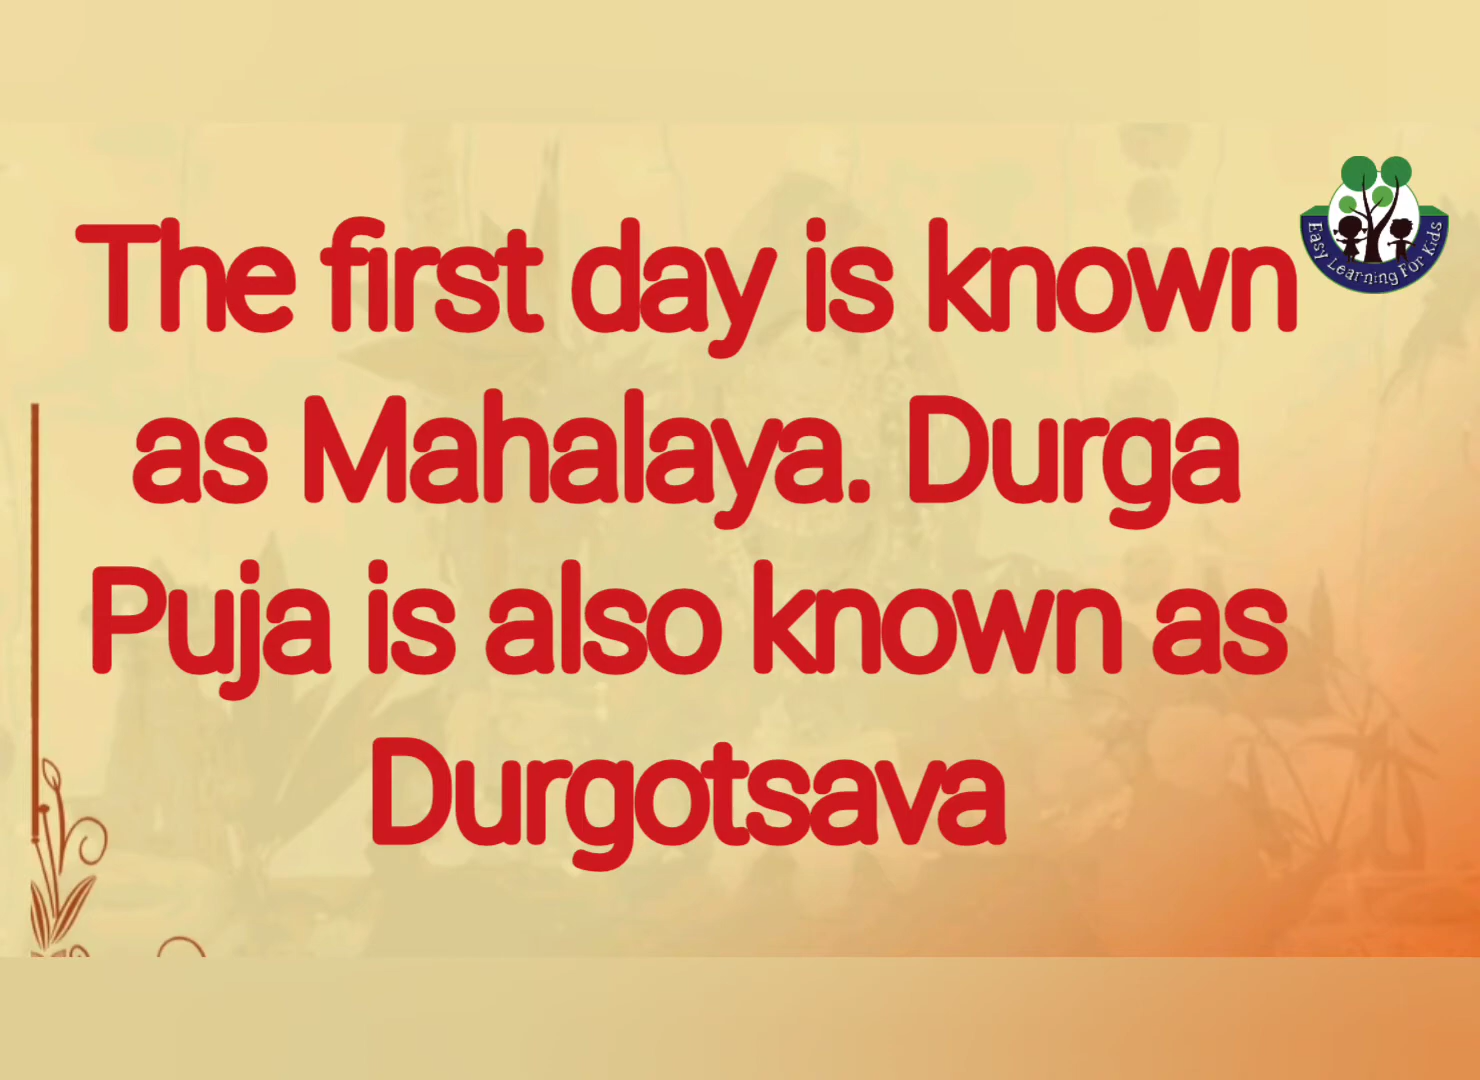 The first day is known
as Mahalaya. Durga
Puja is also known as
Durgotsava
Easy Learning For Kids